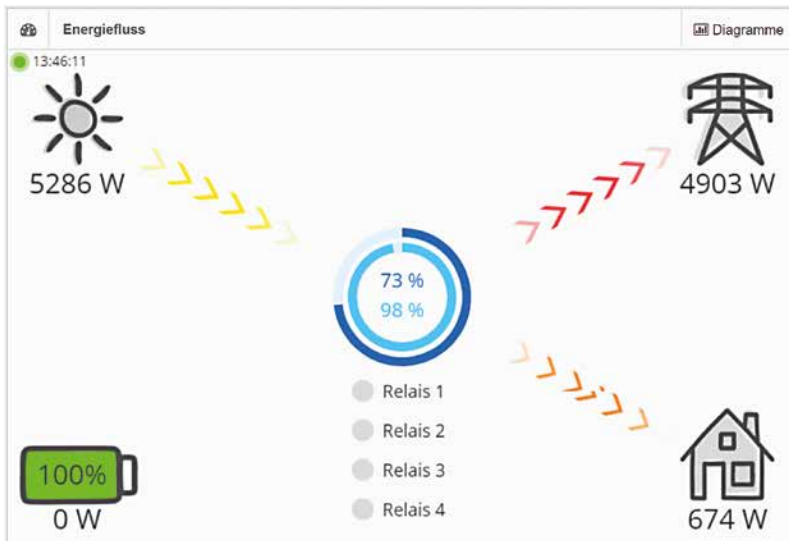 Energiefluss
Diagramme
13:46:11
5286 W
4903 W
73 %
98 %
Relais 1
Relais 2
Relais 3
Relais 4
100%
0 W
674 W